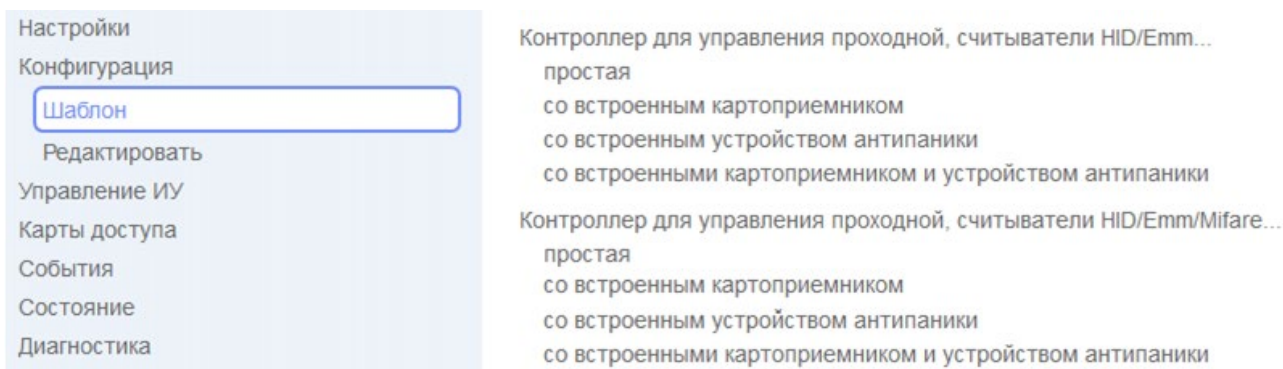 Настройки
Конфигурация
Шаблон
Редактировать
Управление ИУ
Карты доступа
События
Состояние
Диагностика
Контроллер для управления проходной, считыватели HID/Emm...
простая
со встроенным картоприемником
со встроенным устройством антипаники
со встроенными картоприемником и устройством антипаники
Контроллер для управления проходной, считыватели HID/Emm/Mifare...
простая
со встроенным картоприемником
со встроенным устройством антипаники
со встроенными картоприемником и устройством антипаники